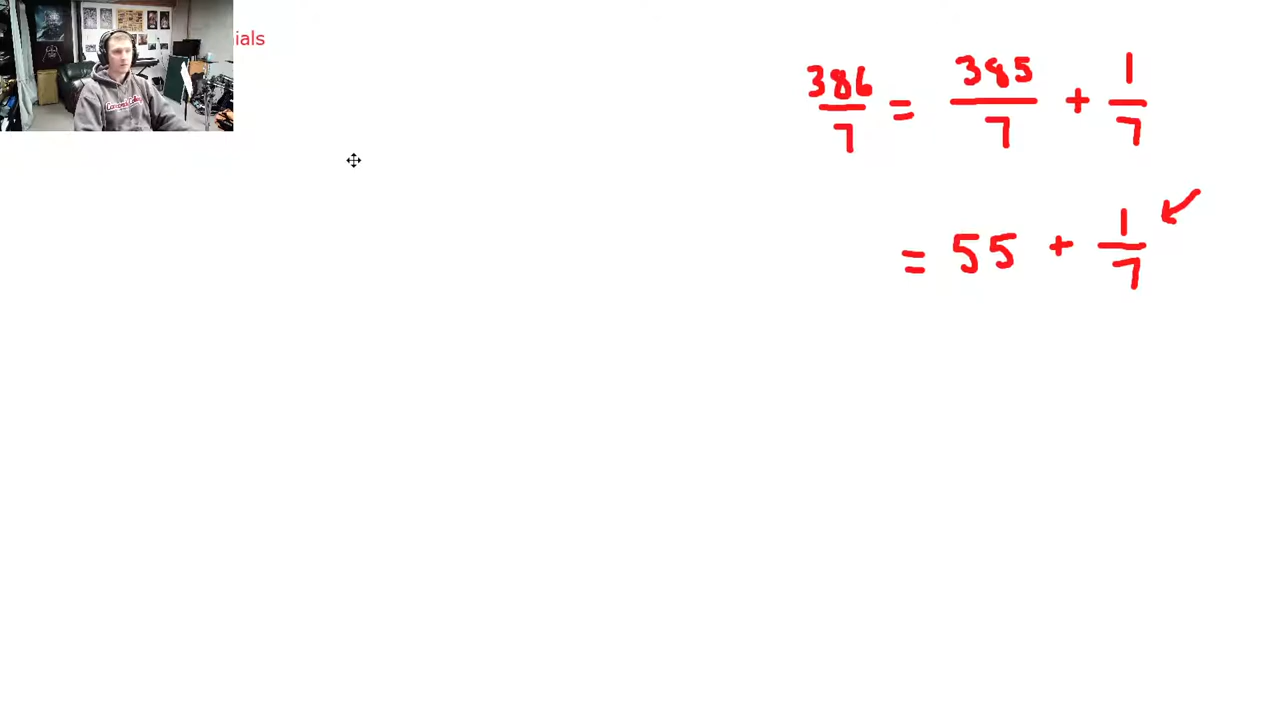 ials
386/7 = 385/7 + 1/7
= 55 + 1/7